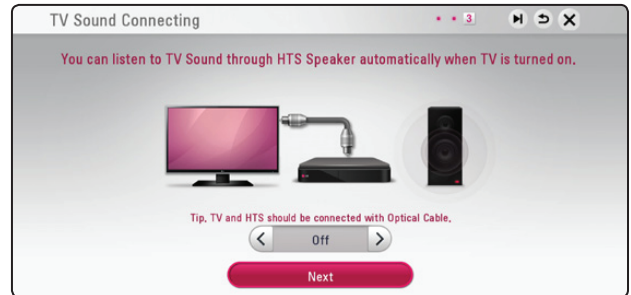 TV Sound Connecting
3
You can listen to TV Sound through HTS Speaker automatically when TV is turned on.
Tip. TV and HTS should be connected with Optical Cable.
Off
Next